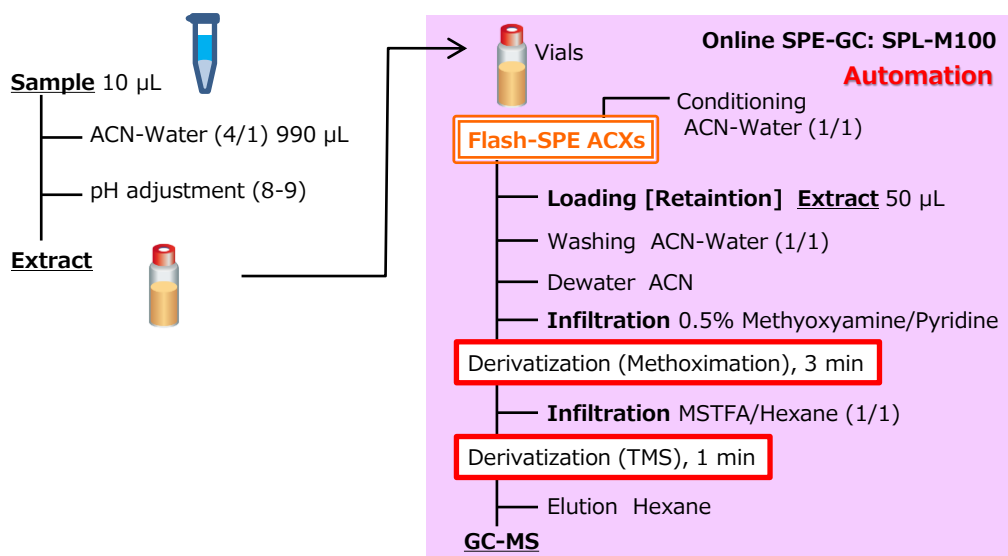 Sample 10 µL
ACN-Water (4/1) 990 µL
pH adjustment (8-9)
Extract
Online SPE-GC: SPL-M100
Automation
Vials
Conditioning
ACN-Water (1/1)
Flash-SPE ACXs
Loading [Retaintion] Extract 50 µL
Washing ACN-Water (1/1)
Dewater ACN
Infiltration 0.5% Methyoxyamine/Pyridine
Derivatization (Methoximation), 3 min
Infiltration MSTFA/Hexane (1/1)
Derivatization (TMS), 1 min
Elution Hexane
GC-MS